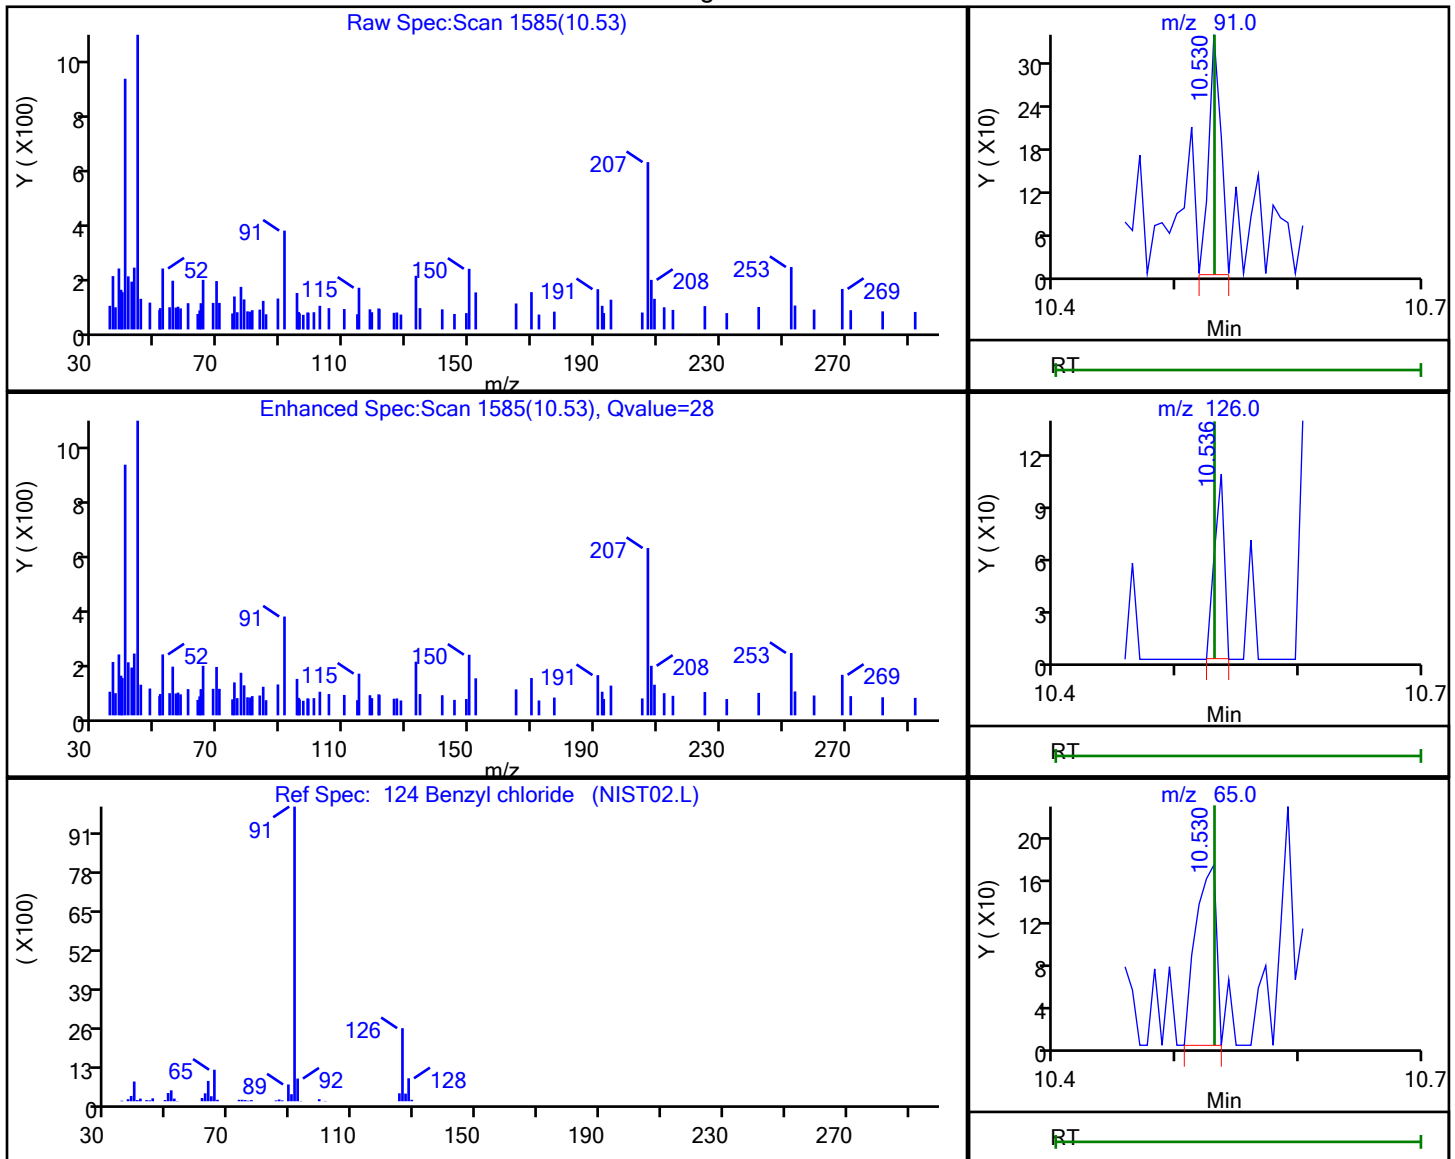 Raw Spec:Scan 1585(10.53)
Y ( X100)
10
8
6
4
2
0
207
91
52
115
150
191
208
253
269
30 70 110 150 190 230 270
m/z
m/z 91.0
Y ( X10)
30
24
18
12
6
0
10.530
10.4 10.7
Min
RT
Enhanced Spec:Scan 1585(10.53), Qvalue=28
Y ( X100)
10
8
6
4
2
0
207
91
52
115
150
191
208
253
269
30 70 110 150 190 230 270
m/z
m/z 126.0
Y ( X10)
12
9
6
3
0
10.536
10.4 10.7
Min
RT
Ref Spec: 124 Benzyl chloride (NIST02.L)
( X100)
91
78
65
52
39
26
13
0
91
126
65
89
92
128
30 70 110 150 190 230 270
m/z 65.0
Y ( X10)
20
16
12
8
4
0
10.530
10.4 10.7
Min
RT